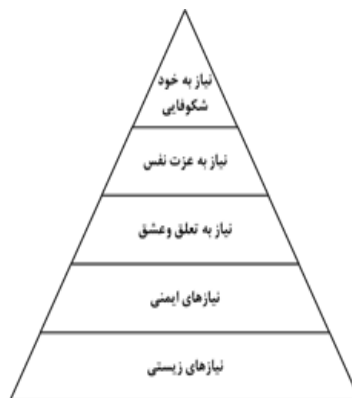 نیاز به خود
شکوفایی
نیاز به عزت نفس
نیاز به تعلق وعشق
نیازهای ایمنی
نیازهای زیستی